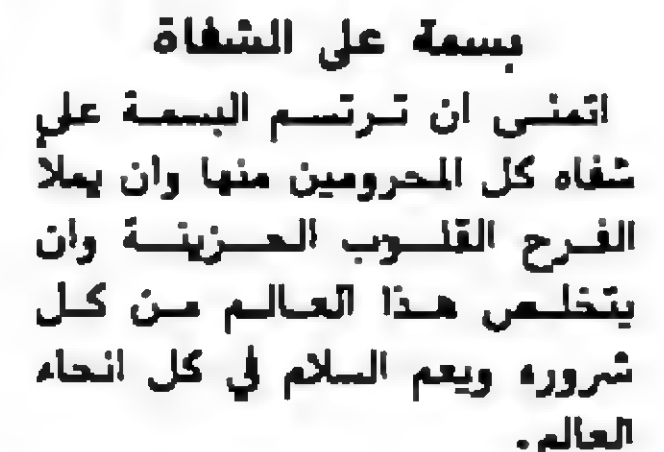 بسمة على الشفاة
اتمنى ان ترتسم البسمة على
شفاه كل المحرومين منها وان يملا
الفرح القلوب الحزينة وان
يتخلص هذا العالم من كل
شروره ويعم السلام في كل انحاء
العالم.